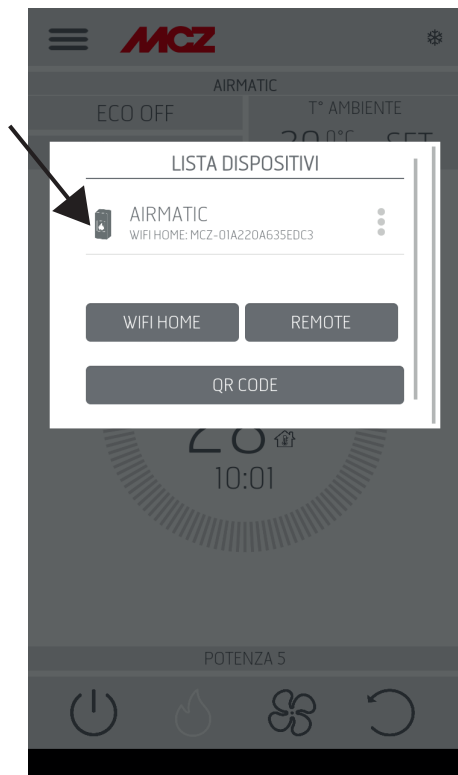 MCZ
AIRMATIC
ECO OFF
T° AMBIENTE
SET
LISTA DISPOSITIVI
AIRMATIC
WIFI HOME: MCZ-01A220A635EDC3
WIFI HOME
REMOTE
QR CODE
10:01
POTENZA 5